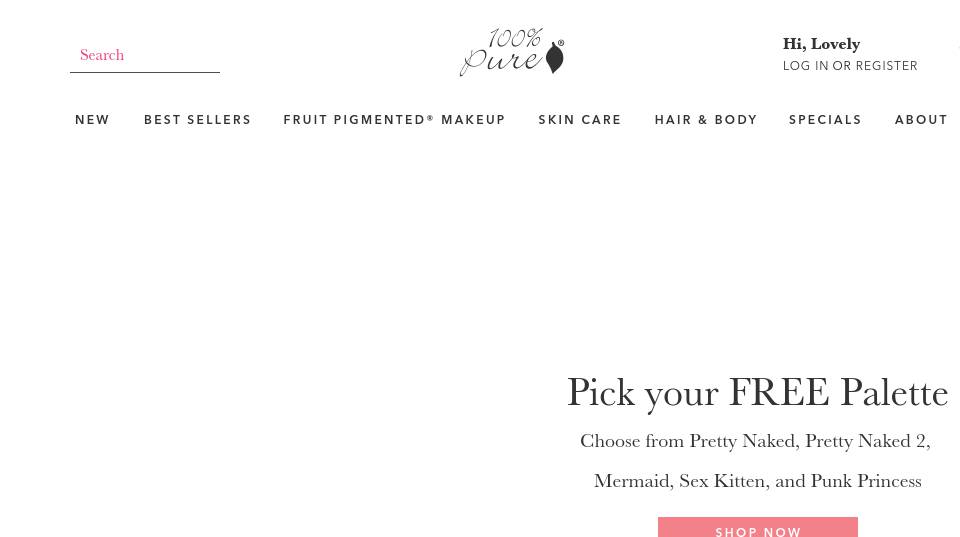 Search
100%
pure®
Hi, Lovely
LOG IN OR REGISTER
NEW
BEST SELLERS
FRUIT PIGMENTED® MAKEUP
SKIN CARE
HAIR & BODY
SPECIALS
ABOUT
Pick your FREE Palette
Choose from Pretty Naked, Pretty Naked 2,
Mermaid, Sex Kitten, and Punk Princess
SHOP NOW